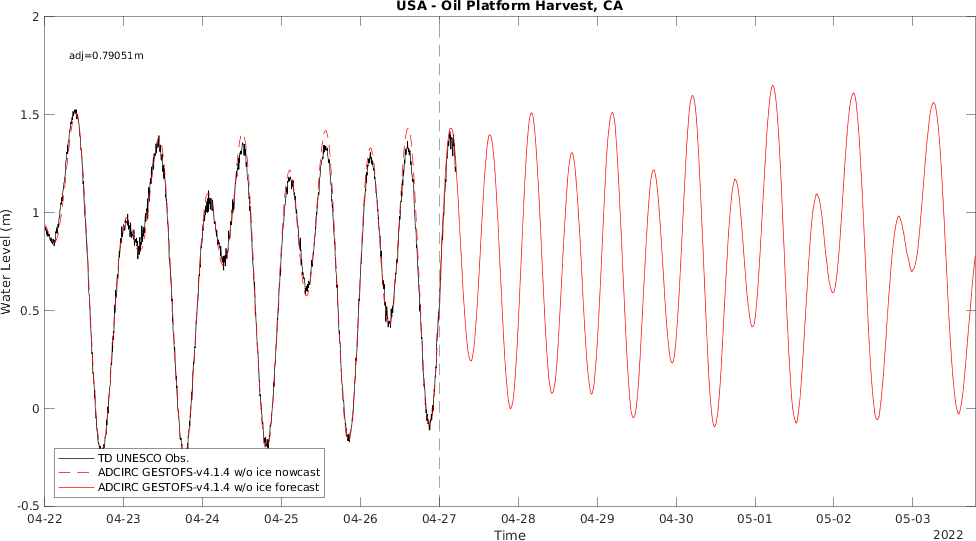 USA - Oil Platform Harvest, CA
2
adj=0.79051m
1.5
1
0.5
0
-0.5
Water Level (m)
TD UNESCO Obs.
ADCIRC GESTOFS-v4.1.4 w/o ice nowcast
ADCIRC GESTOFS-v4.1.4 w/o ice forecast
04-22 04-23 04-24 04-25 04-26 04-27 04-28 04-29 04-30 05-01 05-02 05-03
Time
2022